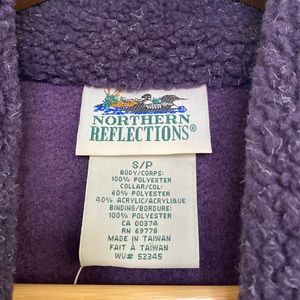 NORTHERN
REFLECTIONS®
S/P
BODY/CORPS:
100% POLYESTER
COLLAR/COL:
60% POLYESTER
40% ACRYLIC/ACRYLIQUE
BINDING/BORDURE:
100% POLYESTER
CA 00374
RN 69778
MADE IN TAIWAN
FAIT À TAIWAN
WU# 52345